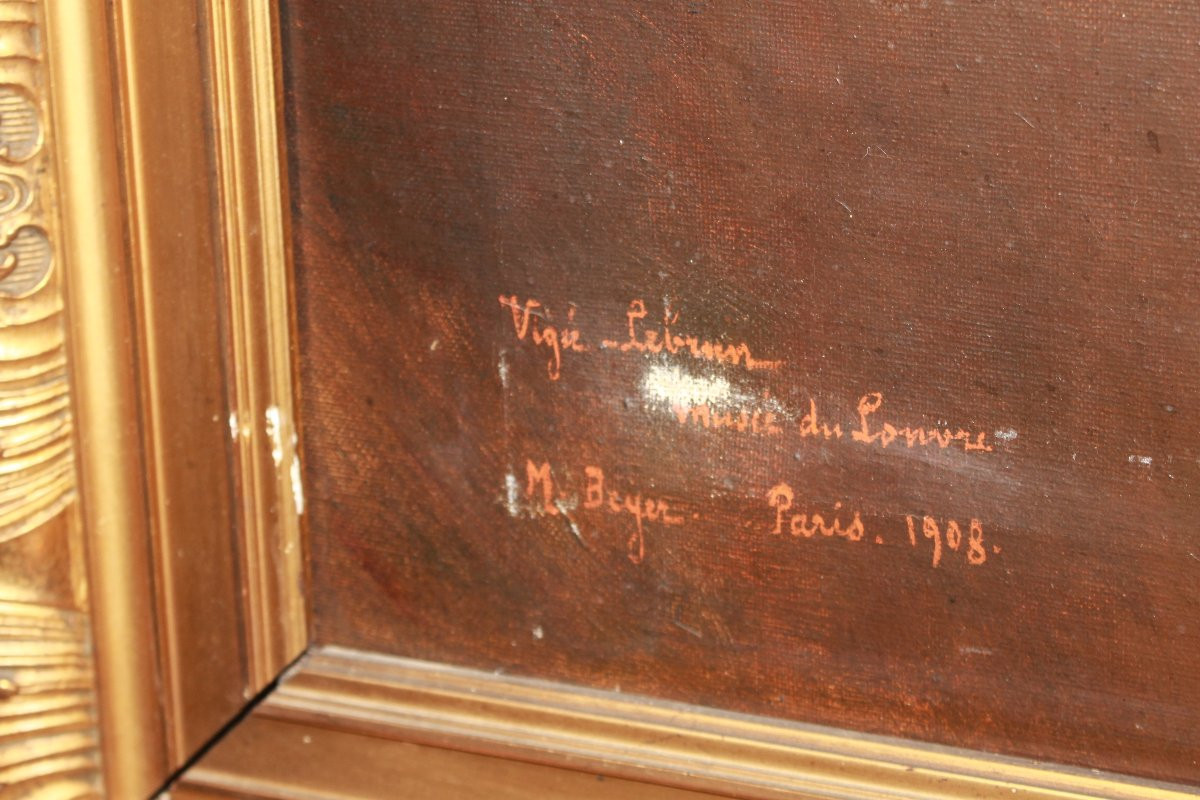 Vigée-Lebrun
Musée du Louvre
M. Beyer. Paris. 1908.